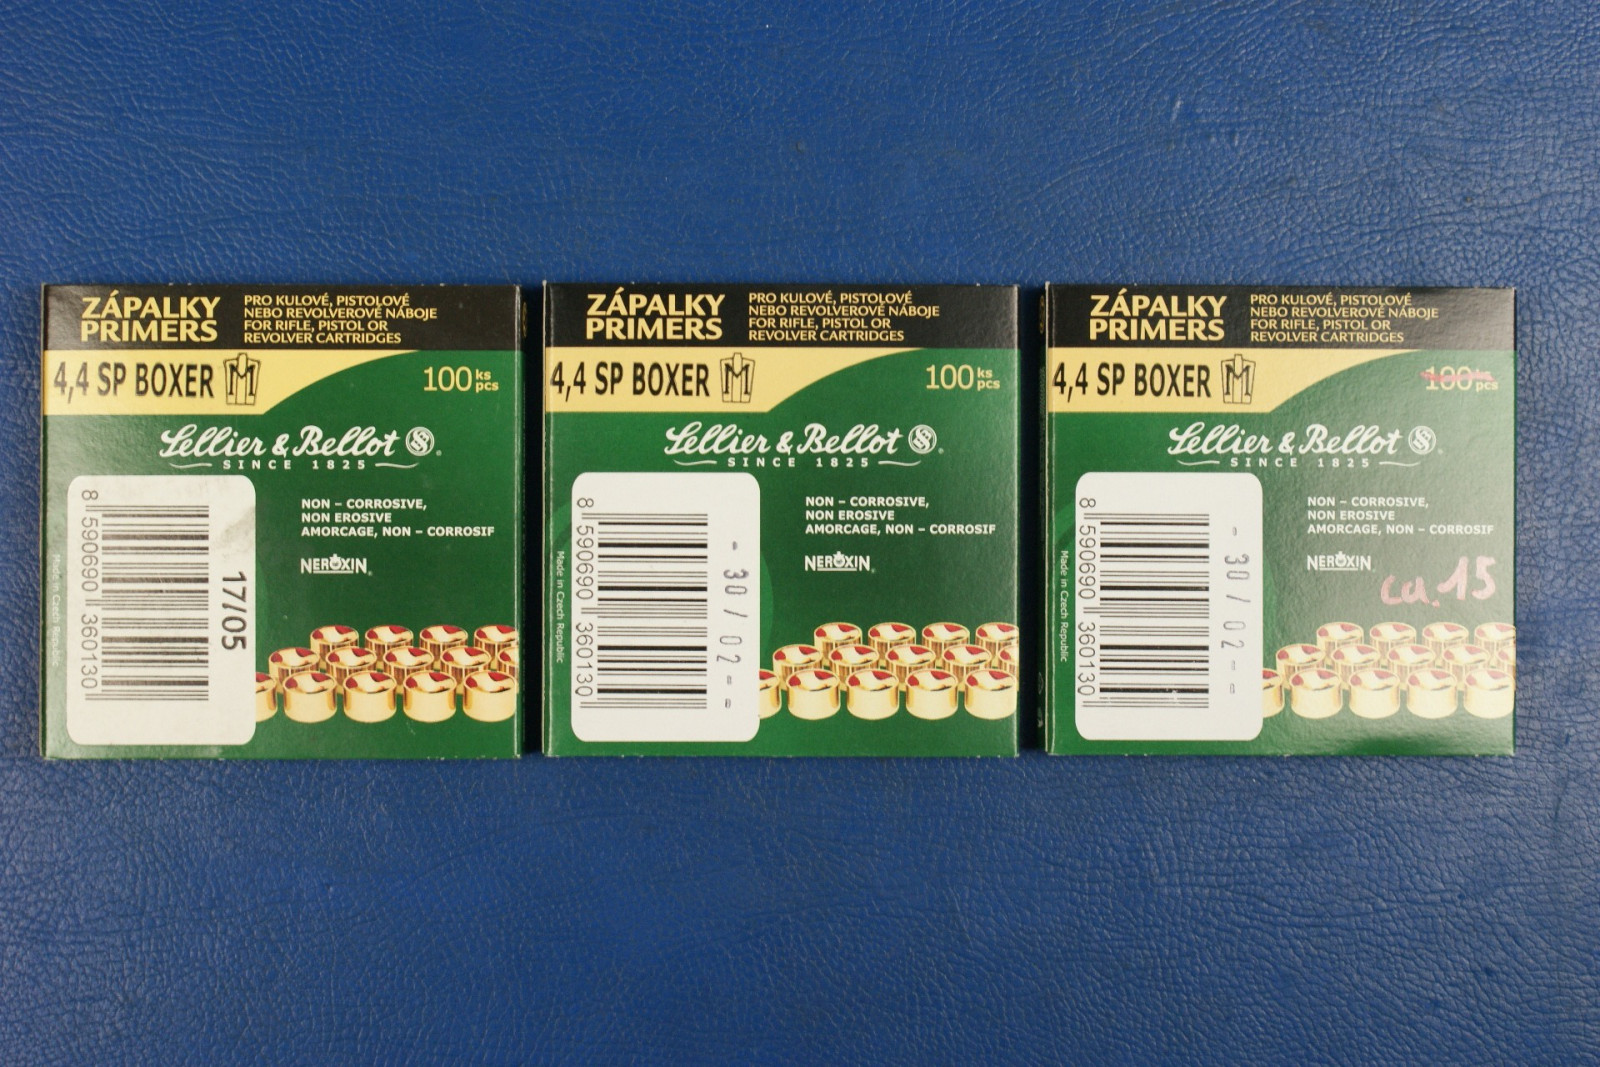 ZÁPALKY
PRIMERS
PRO KULOVÉ, PISTOLOVÉ
NEBO REVOLVEROVÉ NÁBOJE
FOR RIFLE, PISTOL OR
REVOLVER CARTRIDGES
4,4 SP BOXER
100 ks
pcs
Lellier & Bellot
SINCE 1825
NON – CORROSIVE,
NON EROSIVE
AMORCAGE, NON – CORROSIF
NEROXIN
8 590690 360130
17/05
Made in Czech Republic
ZÁPALKY
PRIMERS
PRO KULOVÉ, PISTOLOVÉ
NEBO REVOLVEROVÉ NÁBOJE
FOR RIFLE, PISTOL OR
REVOLVER CARTRIDGES
4,4 SP BOXER
100 ks
pcs
Sellier & Bellot
SINCE 1825
NON – CORROSIVE,
NON EROSIVE
AMORCAGE, NON – CORROSIF
NEROXIN
8 590690 360130
- 30 / 02 - -
Made in Czech Republic
ZÁPALKY
PRIMERS
PRO KULOVÉ, PISTOLOVÉ
NEBO REVOLVEROVÉ NÁBOJE
FOR RIFLE, PISTOL OR
REVOLVER CARTRIDGES
4,4 SP BOXER
100 ks
pcs
Sellier & Bellot
SINCE 1825
NON – CORROSIVE,
NON EROSIVE
AMORCAGE, NON – CORROSIF
NEROXIN
ca. 15
8 590690 360130
- 30 / 02 - -
Made in Czech Republic